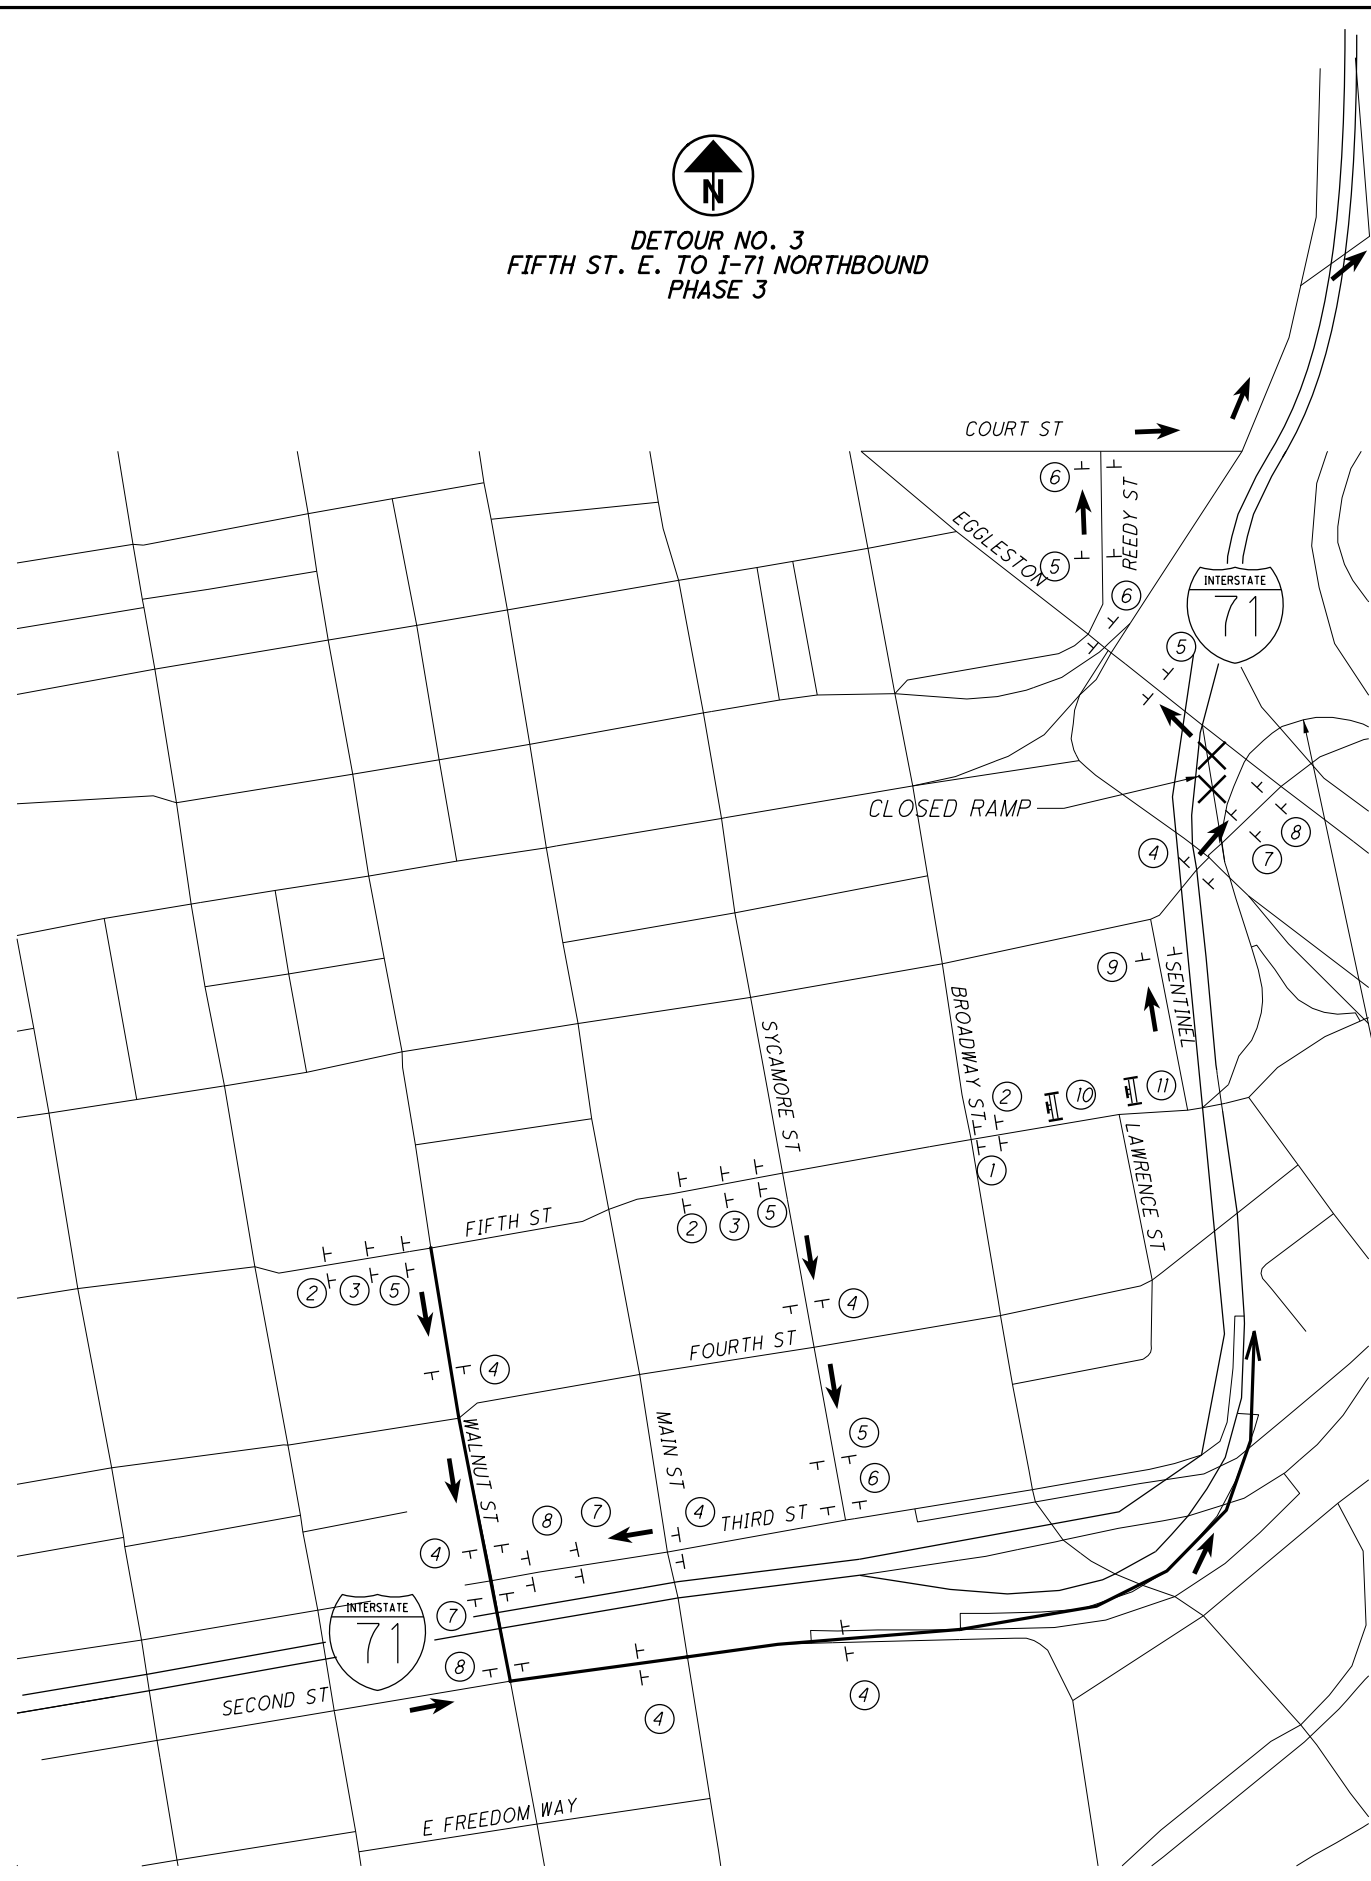 N
DETOUR NO. 3
FIFTH ST. E. TO I-71 NORTHBOUND
PHASE 3
COURT ST
6
REEDY ST
EGGLESTON
5
6
INTERSTATE
71
5
CLOSED RAMP
4
8
7
9
SENTINEL
BROADWAY ST
SYCAMORE ST
2
10
11
1
LAWRENCE ST
FIFTH ST
2
3
5
2
3
5
4
FOURTH ST
4
WALNUT ST
MAIN ST
5
6
4
THIRD ST
7
8
4
INTERSTATE
71
7
8
SECOND ST
4
4
E FREEDOM WAY